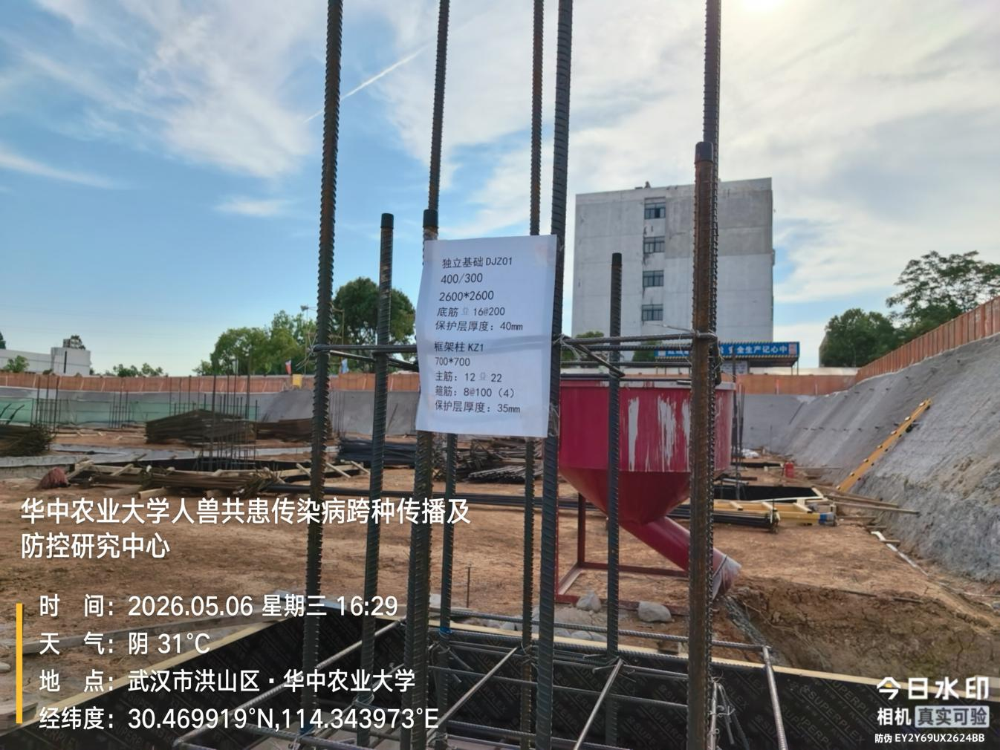 独立基础 DJZ01
400/300
2600*2600
底筋 ⌀ 16@200
保护层厚度：40mm
框架柱 KZ1
700*700
主筋：12 ⌀ 22
箍筋：8@100（4）
保护层厚度：35mm
安全生产记心中
华中农业大学人兽共患传染病跨种传播及
防控研究中心
时 间：2026.05.06 星期三 16:29
天 气：阴 31℃
地 点：武汉市洪山区·华中农业大学
经纬度：30.469919°N,114.343973°E
今日水印
相机 真实可验
防伪 EY2Y69UX2624BB
SUPERPLEX